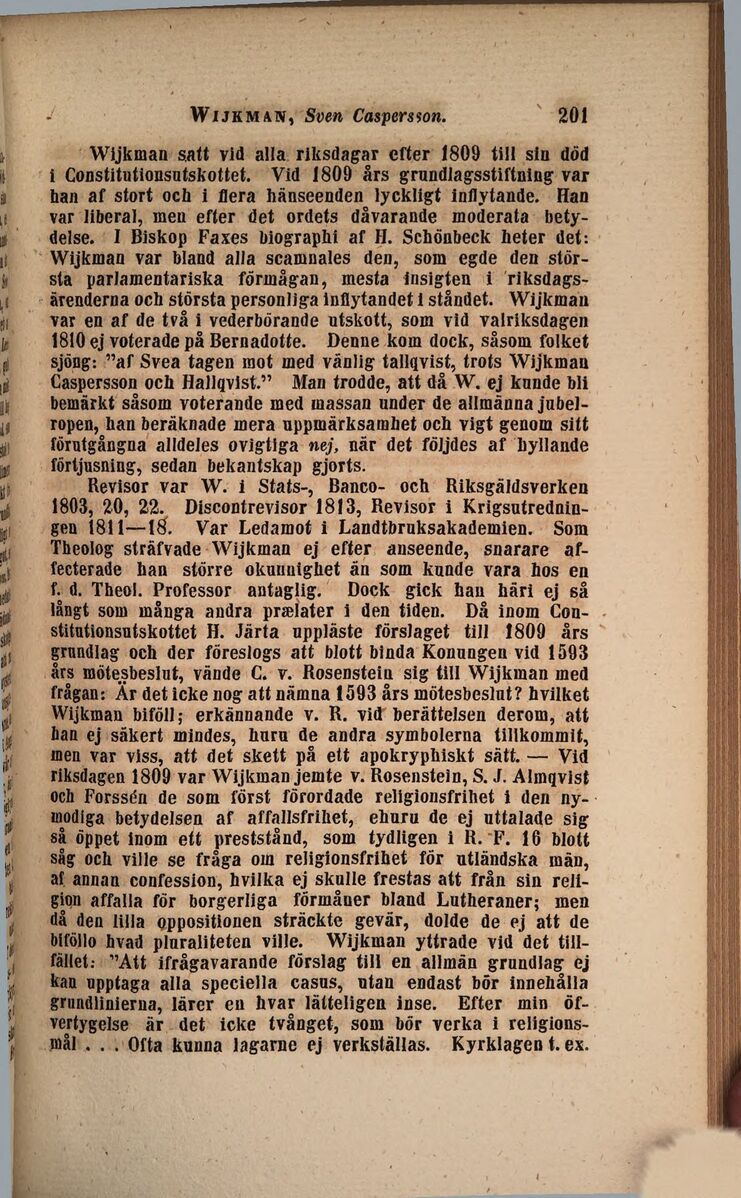 WIJKMAN, Sven Caspersson. 201
Wijkman satt vid alla riksdagar efter 1809 till sin död
i Constitutionsutskottet. Vid 1809 års grundlagsstiftning var
han af stort och i flera hänseenden lyckligt inflytande. Han
var liberal, men efter det ordets dåvarande moderata bety-
delse. I Biskop Faxes biographi af H. Schönbeck heter det:
Wijkman var bland alla scamnales den, som egde den stör-
sta parlamentariska förmågan, mesta insigten i riksdags-
ärenderna och största personliga inflytandet i ståndet. Wijkman
var en af de två i vederbörande utskott, som vid valriksdagen
1810 ej voterade på Bernadotte. Denne kom dock, såsom folket
sjöng: "af Svea tagen mot med vänlig tallqvist, trots Wijkman
Caspersson och Hallqvist." Man trodde, att då W. ej kunde bli
bemärkt såsom voterande med massan under de allmänna jubel-
ropen, han beräknade mera uppmärksamhet och vigt genom sitt
förutgångna alldeles ovigtiga nej, när det följdes af hyllande
förtjusning, sedan bekantskap gjorts.
Revisor var W. i Stats-, Banco- och Riksgäldsverken
1803, 20, 22. Discontrevisor 1813, Revisor i Krigsutrednin-
gen 1811—18. Var Ledamot i Landtbruksakademien. Som
Theolog sträfvade Wijkman ej efter anseende, snarare af-
fecterade han större okunnighet än som kunde vara hos en
f. d. Theol. Professor antaglig. Dock gick han häri ej så
långt som många andra prælater i den tiden. Då inom Con-
stitutionsutskottet H. Järta uppläste förslaget till 1809 års
grundlag och der föreslogs att blott binda Konungen vid 1593
års mötesbeslut, vände C. v. Rosenstein sig till Wijkman med
frågan: Är det icke nog att nämna 1593 års mötesbeslut? hvilket
Wijkman biföll; erkännande v. R. vid berättelsen derom, att
han ej säkert mindes, huru de andra symbolerna tillkommit,
men var viss, att det skett på ett apokryphiskt sätt. — Vid
riksdagen 1809 var Wijkman jemte v. Rosenstein, S. J. Almqvist
och Forssén de som först förordade religionsfrihet i den ny-
modiga betydelsen af affallsfrihet, ehuru de ej uttalade sig
så öppet inom ett preststånd, som tydligen i R. F. 16 blott
såg och ville se fråga om religionsfrihet för utländska män,
af annan confession, hvilka ej skulle frestas att från sin reli-
gion affalla för borgerliga förmåner bland Lutheraner; men
då den lilla oppositionen sträckte gevär, dolde de ej att de
biföllo hvad pluraliteten ville. Wijkman yttrade vid det till-
fället: "Att ifrågavarande förslag till en allmän grundlag ej
kan upptaga alla speciella casus, utan endast bör innehålla
grundlinierna, lärer en hvar lätteligen inse. Efter min öf-
vertygelse är det icke tvånget, som bör verka i religions-
mål . . . Ofta kunna lagarne ej verkställas. Kyrklagen t. ex.